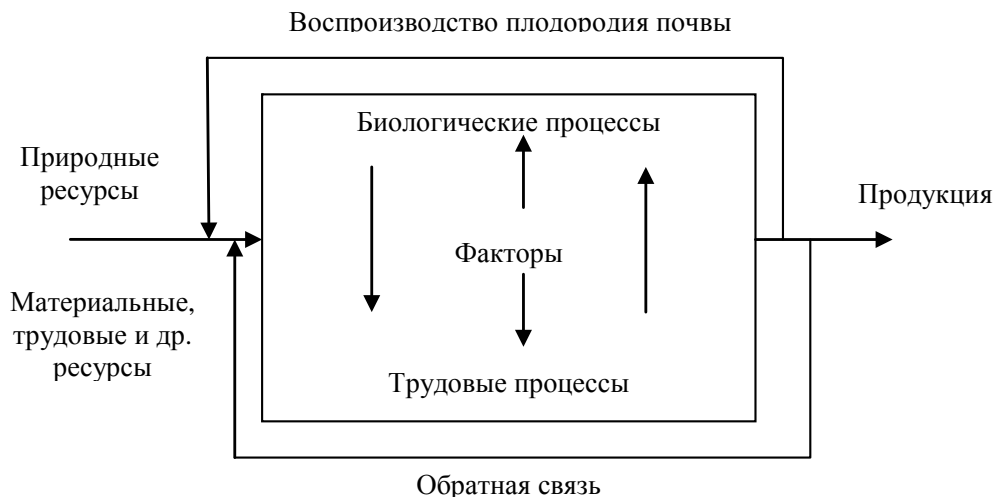 Воспроизводство плодородия почвы
Биологические процессы
Природные
ресурсы
Продукция
Факторы
Материальные,
трудовые и др.
ресурсы
Трудовые процессы
Обратная связь